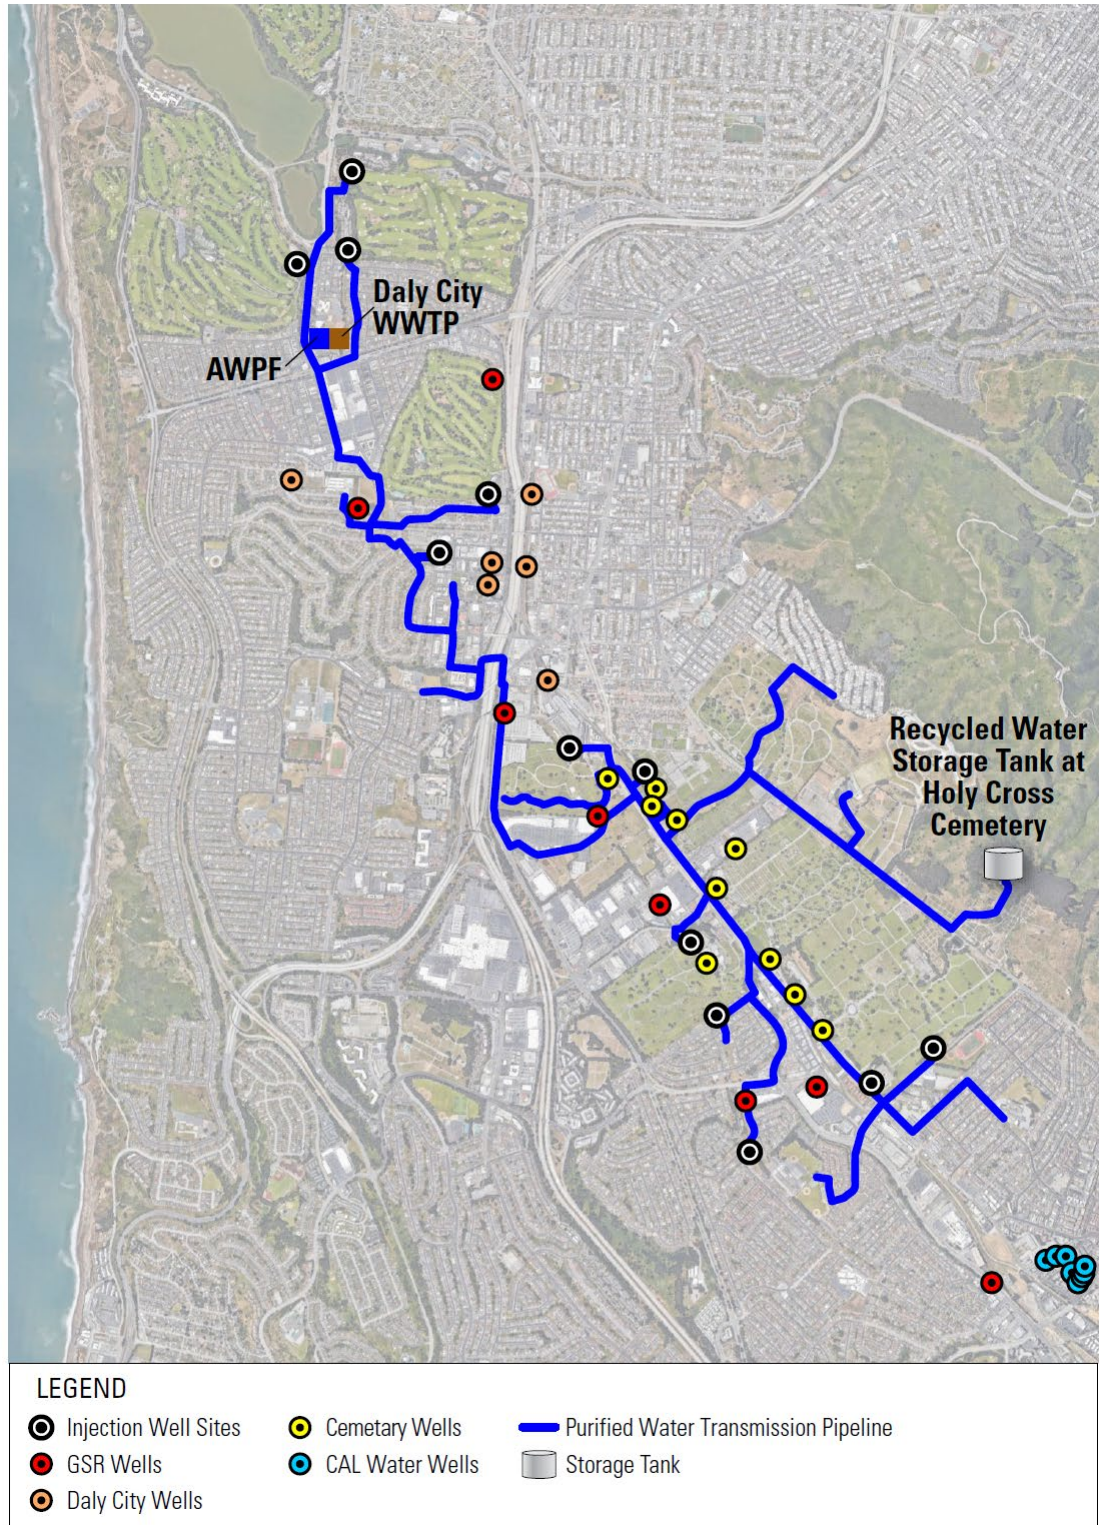 Daly City
WWTP
AWPF
Recycled Water
Storage Tank at
Holy Cross
Cemetery
LEGEND
Injection Well Sites
GSR Wells
Daly City Wells
Cemetary Wells
CAL Water Wells
Purified Water Transmission Pipeline
Storage Tank